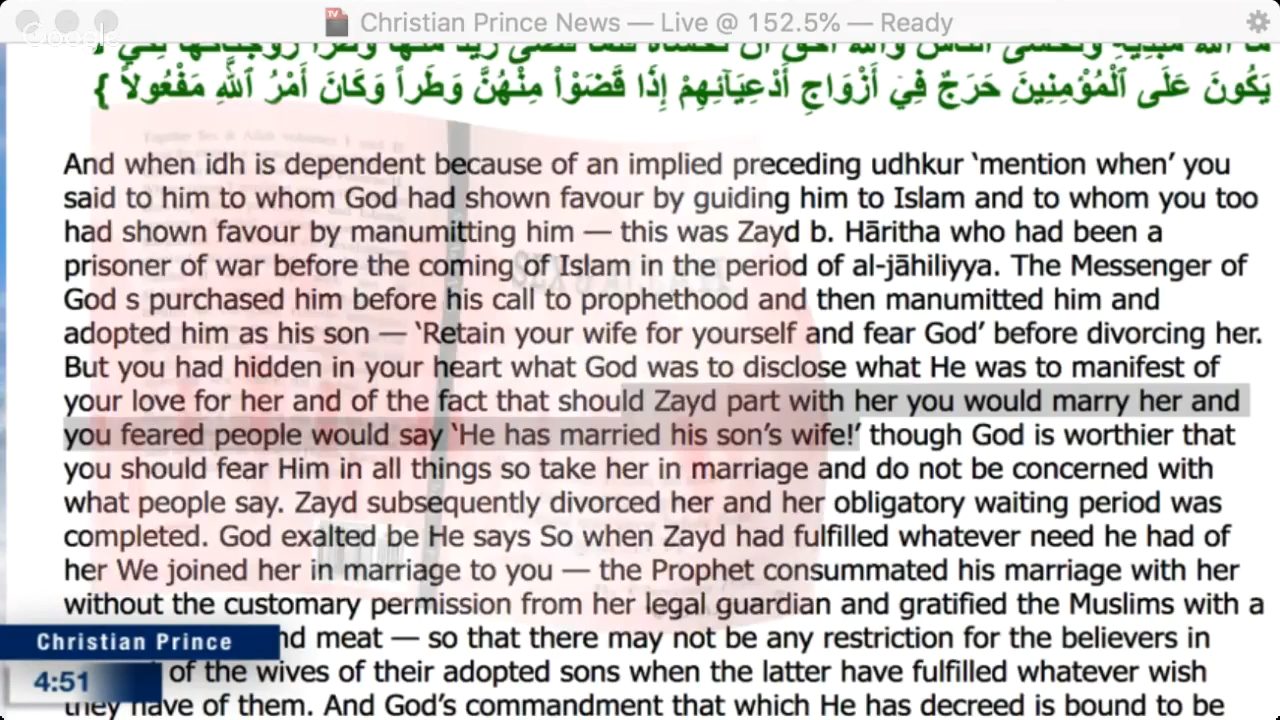 Christian Prince News — Live @ 152.5% — Ready
Google
يَكُونَ عَلَى ٱلْمُؤْمِنِينَ حَرَجٌ فِيۤ أَزْوَاجِ أَدْعِيَآئِهِمْ إِذَا قَضَوْاْ مِنْهُنَّ وَطَراً وَكَانَ أَمْرُ ٱللَّهِ مَفْعُولاً }
And when idh is dependent because of an implied preceding udhkur ‘mention when’ you
said to him to whom God had shown favour by guiding him to Islam and to whom you too
had shown favour by manumitting him — this was Zayd b. Hāritha who had been a
prisoner of war before the coming of Islam in the period of al-jāhiliyya. The Messenger of
God s purchased him before his call to prophethood and then manumitted him and
adopted him as his son — ‘Retain your wife for yourself and fear God’ before divorcing her.
But you had hidden in your heart what God was to disclose what He was to manifest of
your love for her and of the fact that should Zayd part with her you would marry her and
you feared people would say ‘He has married his son’s wife!’ though God is worthier that
you should fear Him in all things so take her in marriage and do not be concerned with
what people say. Zayd subsequently divorced her and her obligatory waiting period was
completed. God exalted be He says So when Zayd had fulfilled whatever need he had of
her We joined her in marriage to you — the Prophet consummated his marriage with her
without the customary permission from her legal guardian and gratified the Muslims with a
nd meat — so that there may not be any restriction for the believers in
of the wives of their adopted sons when the latter have fulfilled whatever wish
they have of them. And God’s commandment that which He has decreed is bound to be
Christian Prince
4:51